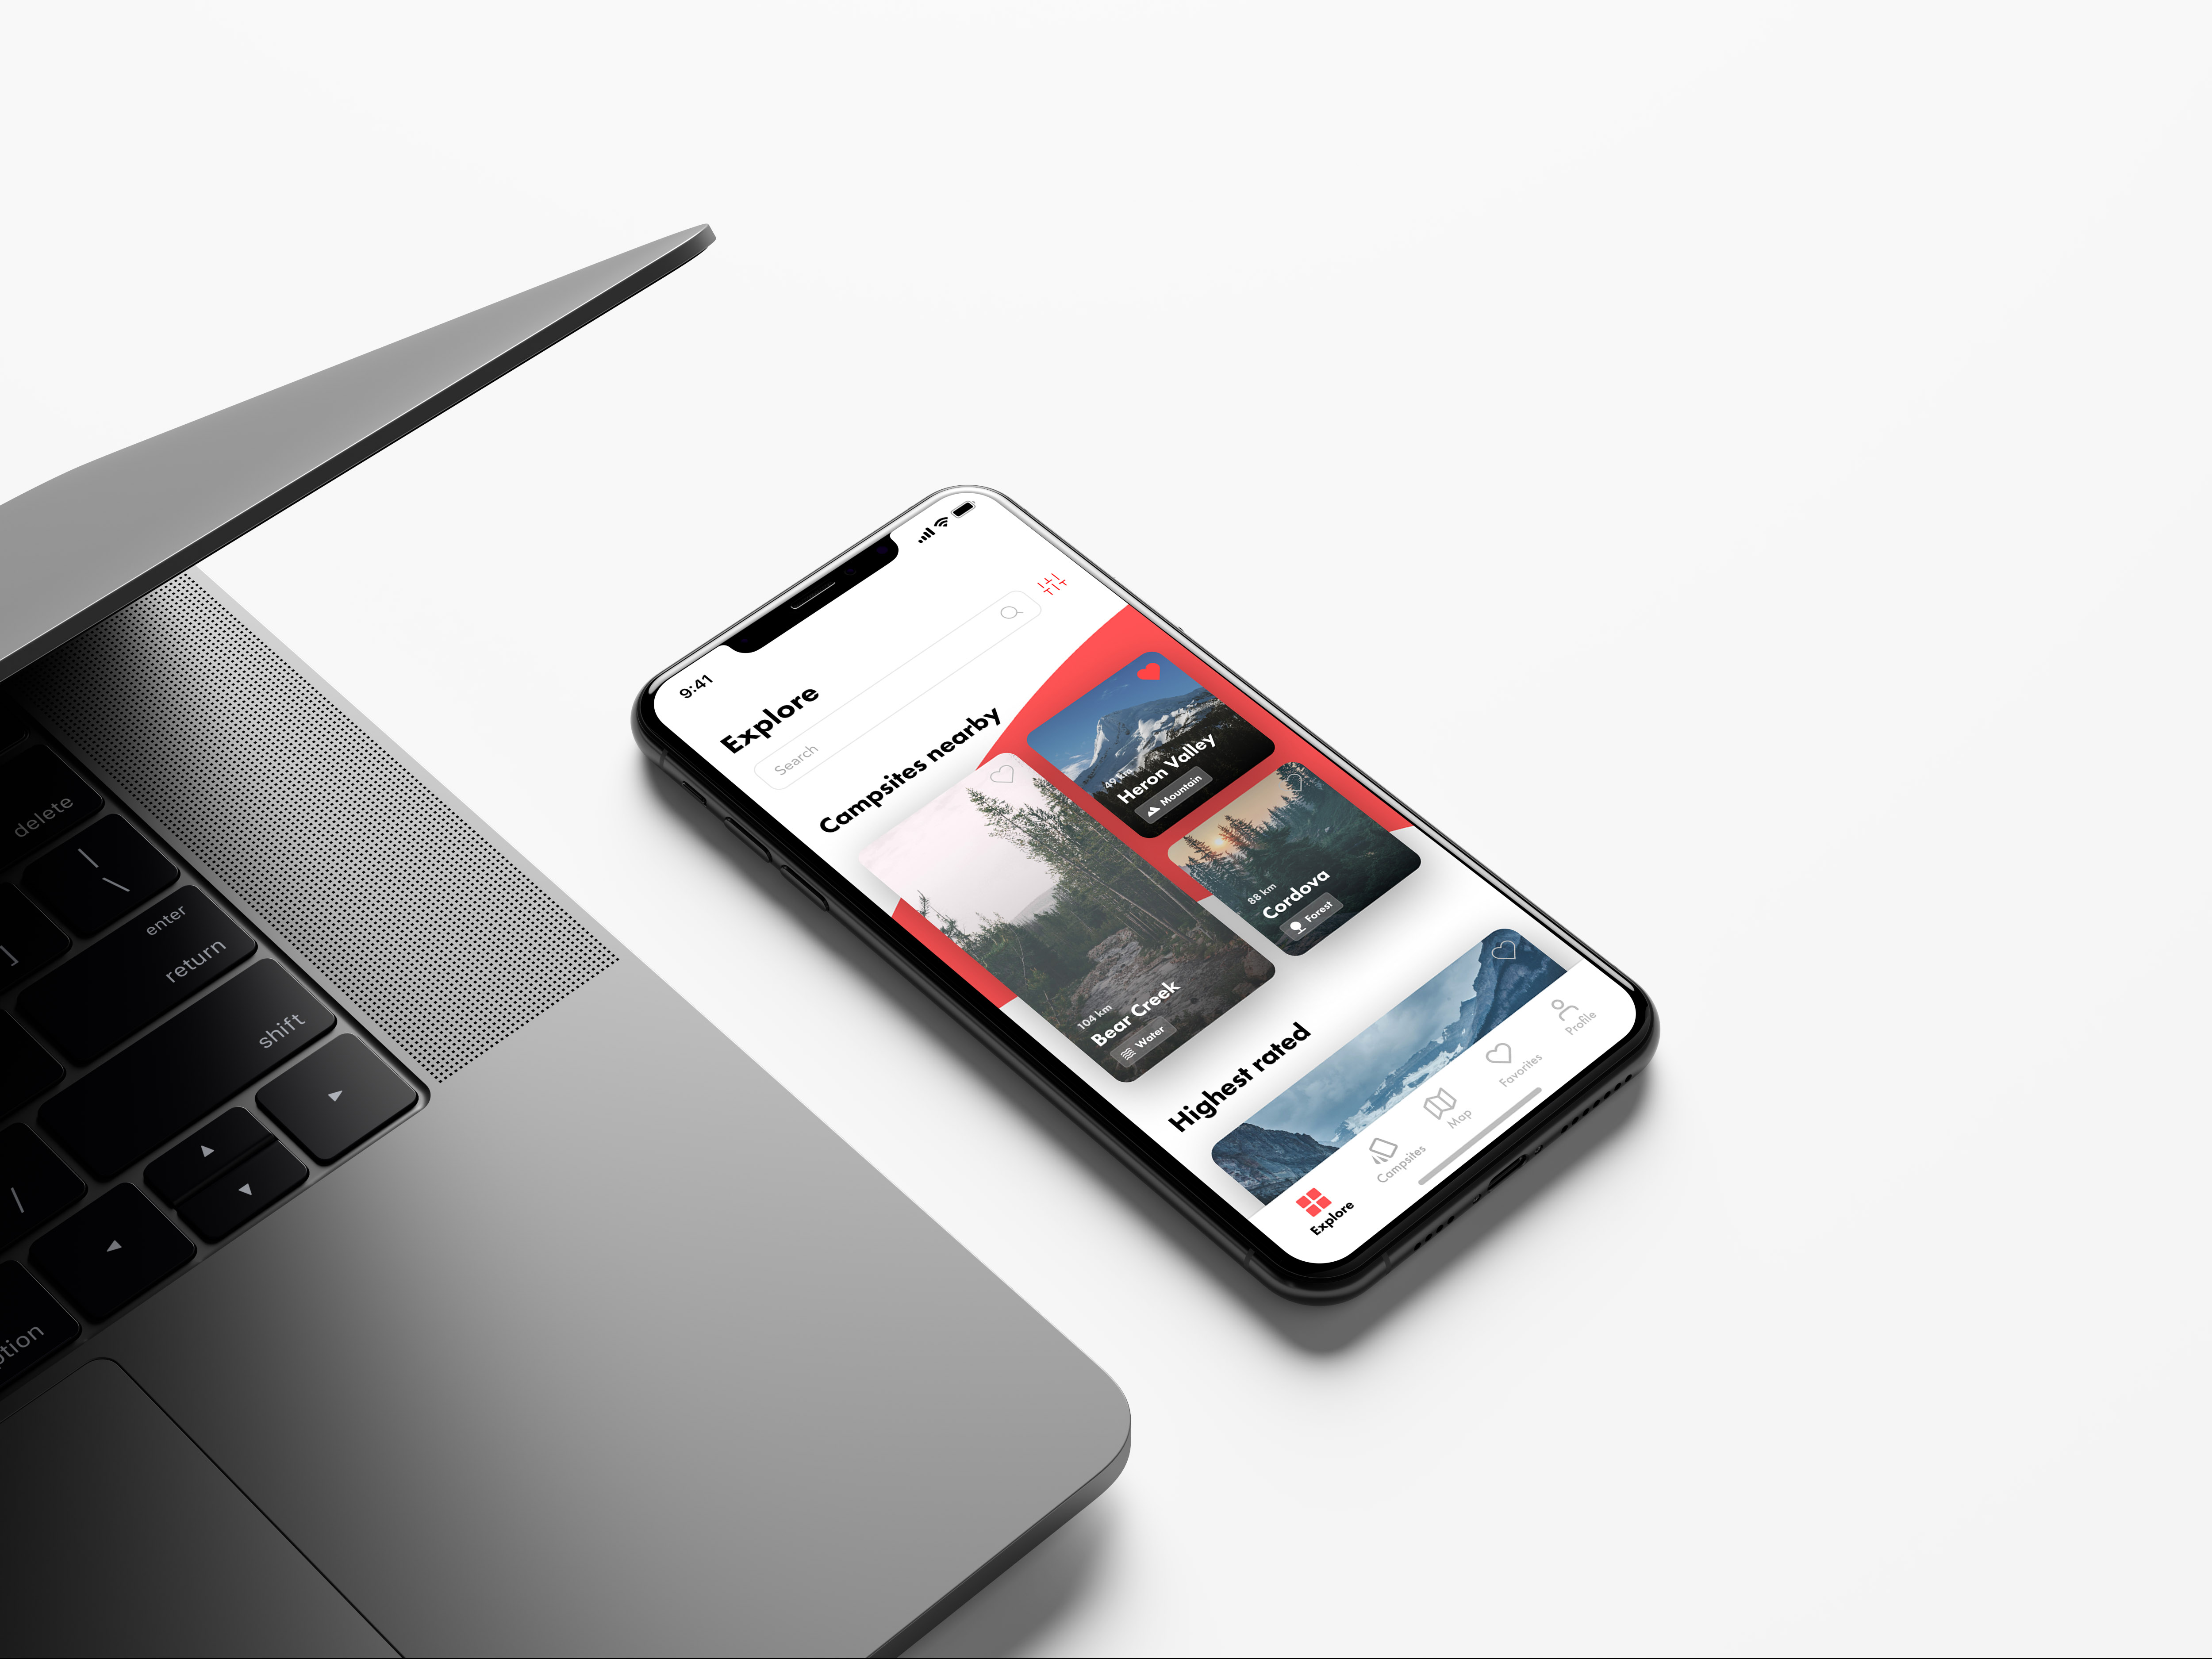 9:41
Explore
Search
Campsites nearby
104 km
Bear Creek
Water
49 km
Heron Valley
Mountain
88 km
Cordova
Forest
Highest rated
Explore
Campsites
Map
Favorites
Profile
delete
|
\
]
enter
return
shift
/